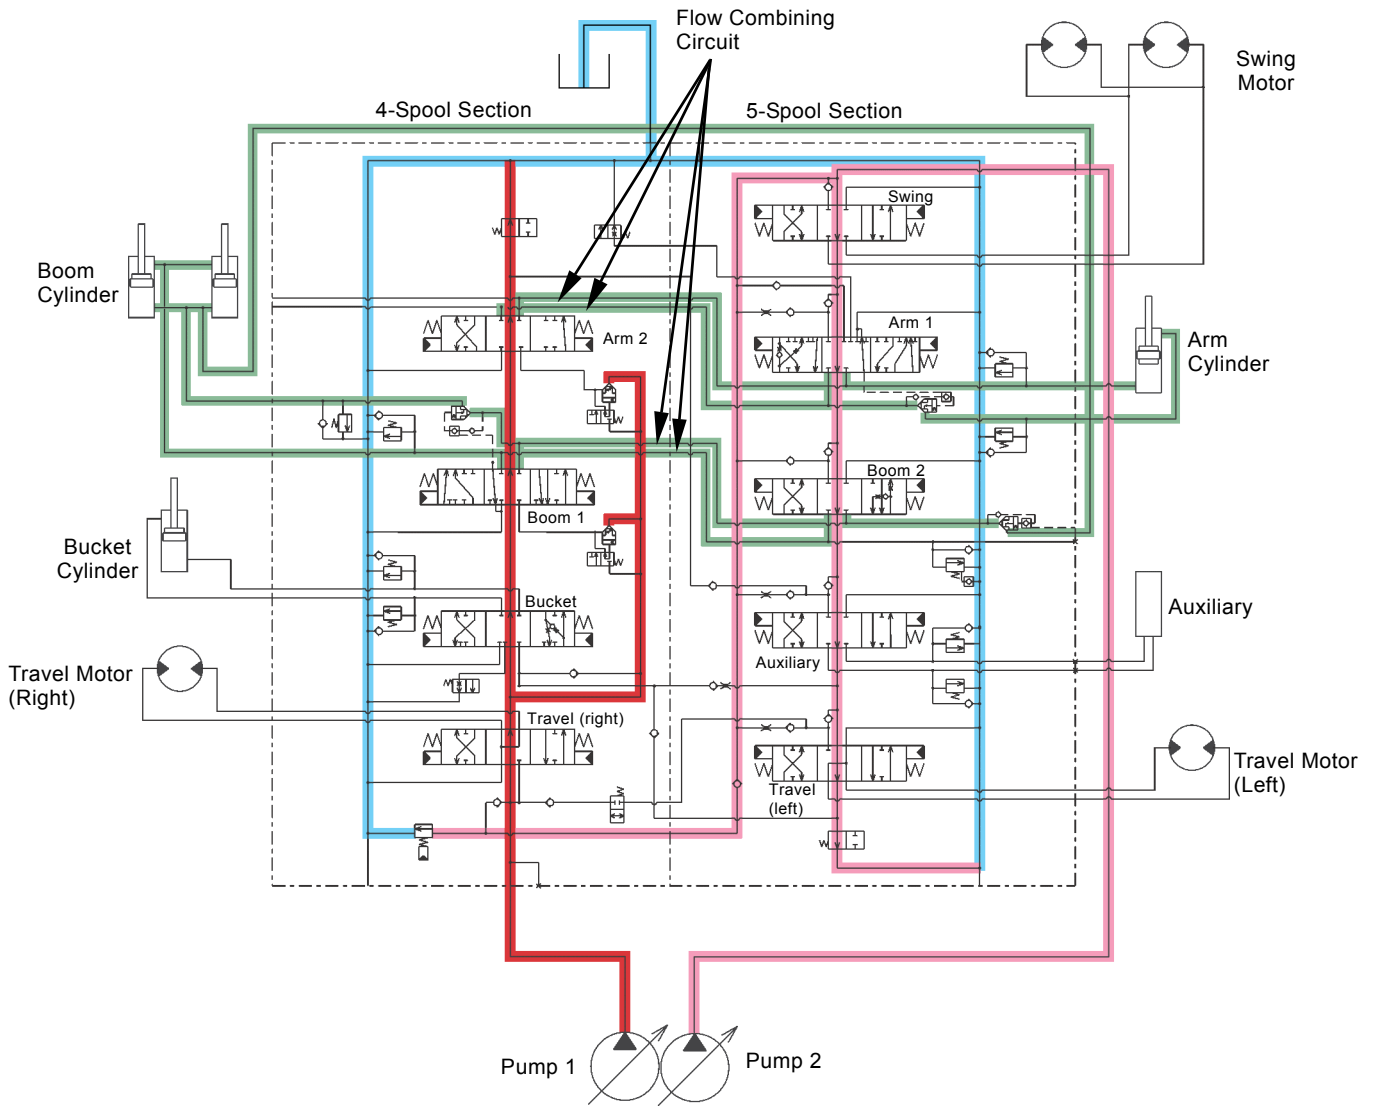 Flow Combining
Circuit
Swing
Motor
4-Spool Section
5-Spool Section
Swing
Boom
Cylinder
Arm 2
Arm 1
Arm
Cylinder
Boom 2
Boom 1
Bucket
Cylinder
Bucket
Auxiliary
Auxiliary
Travel Motor
(Right)
Travel (right)
Travel
(left)
Travel Motor
(Left)
Pump 1
Pump 2